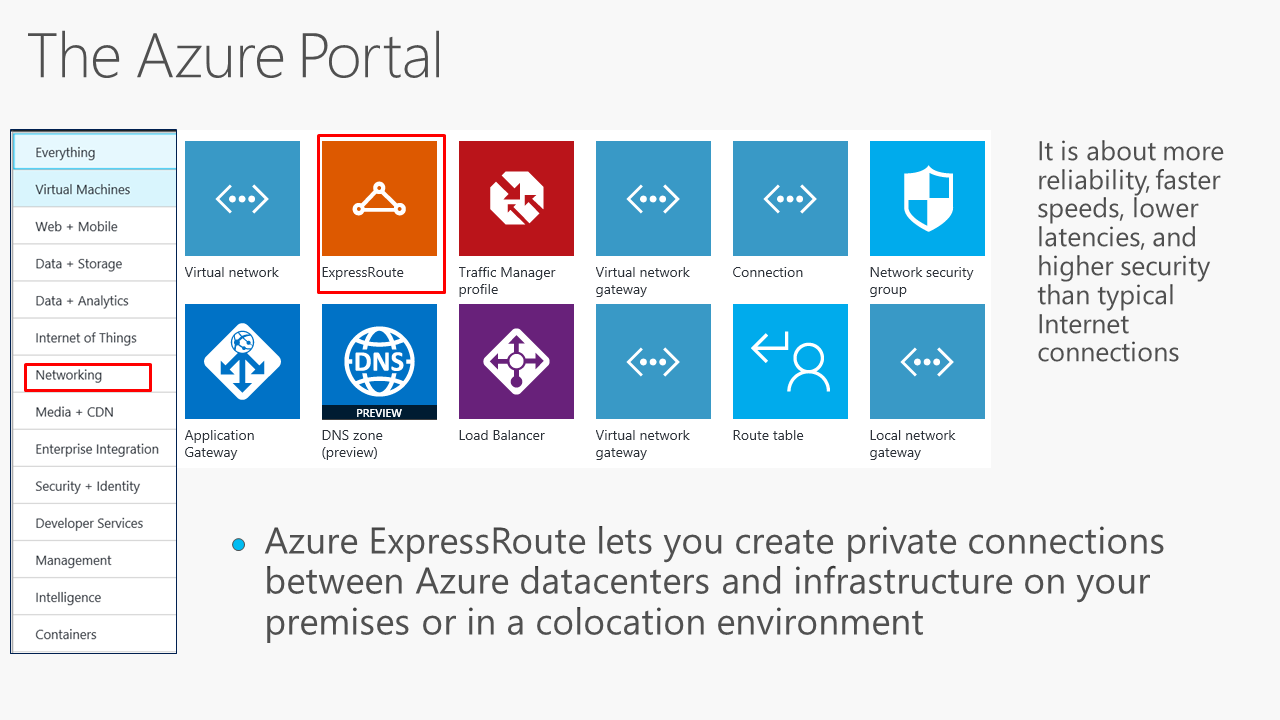 The Azure Portal
Everything
Virtual Machines
Web + Mobile
Data + Storage
Data + Analytics
Internet of Things
Networking
Media + CDN
Enterprise Integration
Security + Identity
Developer Services
Management
Intelligence
Containers
Virtual network
ExpressRoute
Traffic Manager
profile
Virtual network
gateway
Connection
Network security
group
DNS
PREVIEW
Application
Gateway
DNS zone
(preview)
Load Balancer
Virtual network
gateway
Route table
Local network
gateway
It is about more
reliability, faster
speeds, lower
latencies, and
higher security
than typical
Internet
connections
Azure ExpressRoute lets you create private connections
between Azure datacenters and infrastructure on your
premises or in a colocation environment